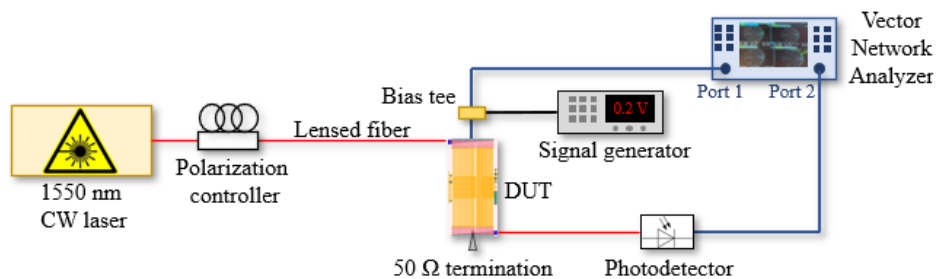 Vector
Network
Analyzer
Port 1
Port 2
Bias tee
0.2 V
Lensed fiber
Signal generator
Polarization
controller
1550 nm
CW laser
DUT
50 Ω termination
Photodetector